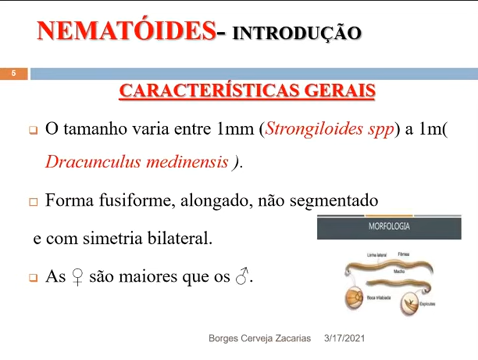 NEMATÓIDES- INTRODUÇÃO
5
CARACTERÍSTICAS GERAIS
O tamanho varia entre 1mm (Strongiloides spp) a 1m(
Dracunculus medinensis ).
Forma fusiforme, alongado, não segmentado
e com simetria bilateral.
As ♀ são maiores que os ♂.
MORFOLOGIA
Linha lateral Fêmea
Macho
Boca trilabiada
Espículas
Borges Cerveja Zacarias 3/17/2021